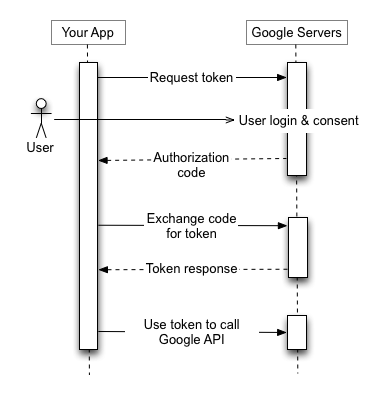 Your App
Google Servers
Request token
User login & consent
User
Authorization
code
Exchange code
for token
Token response
Use token to call
Google API